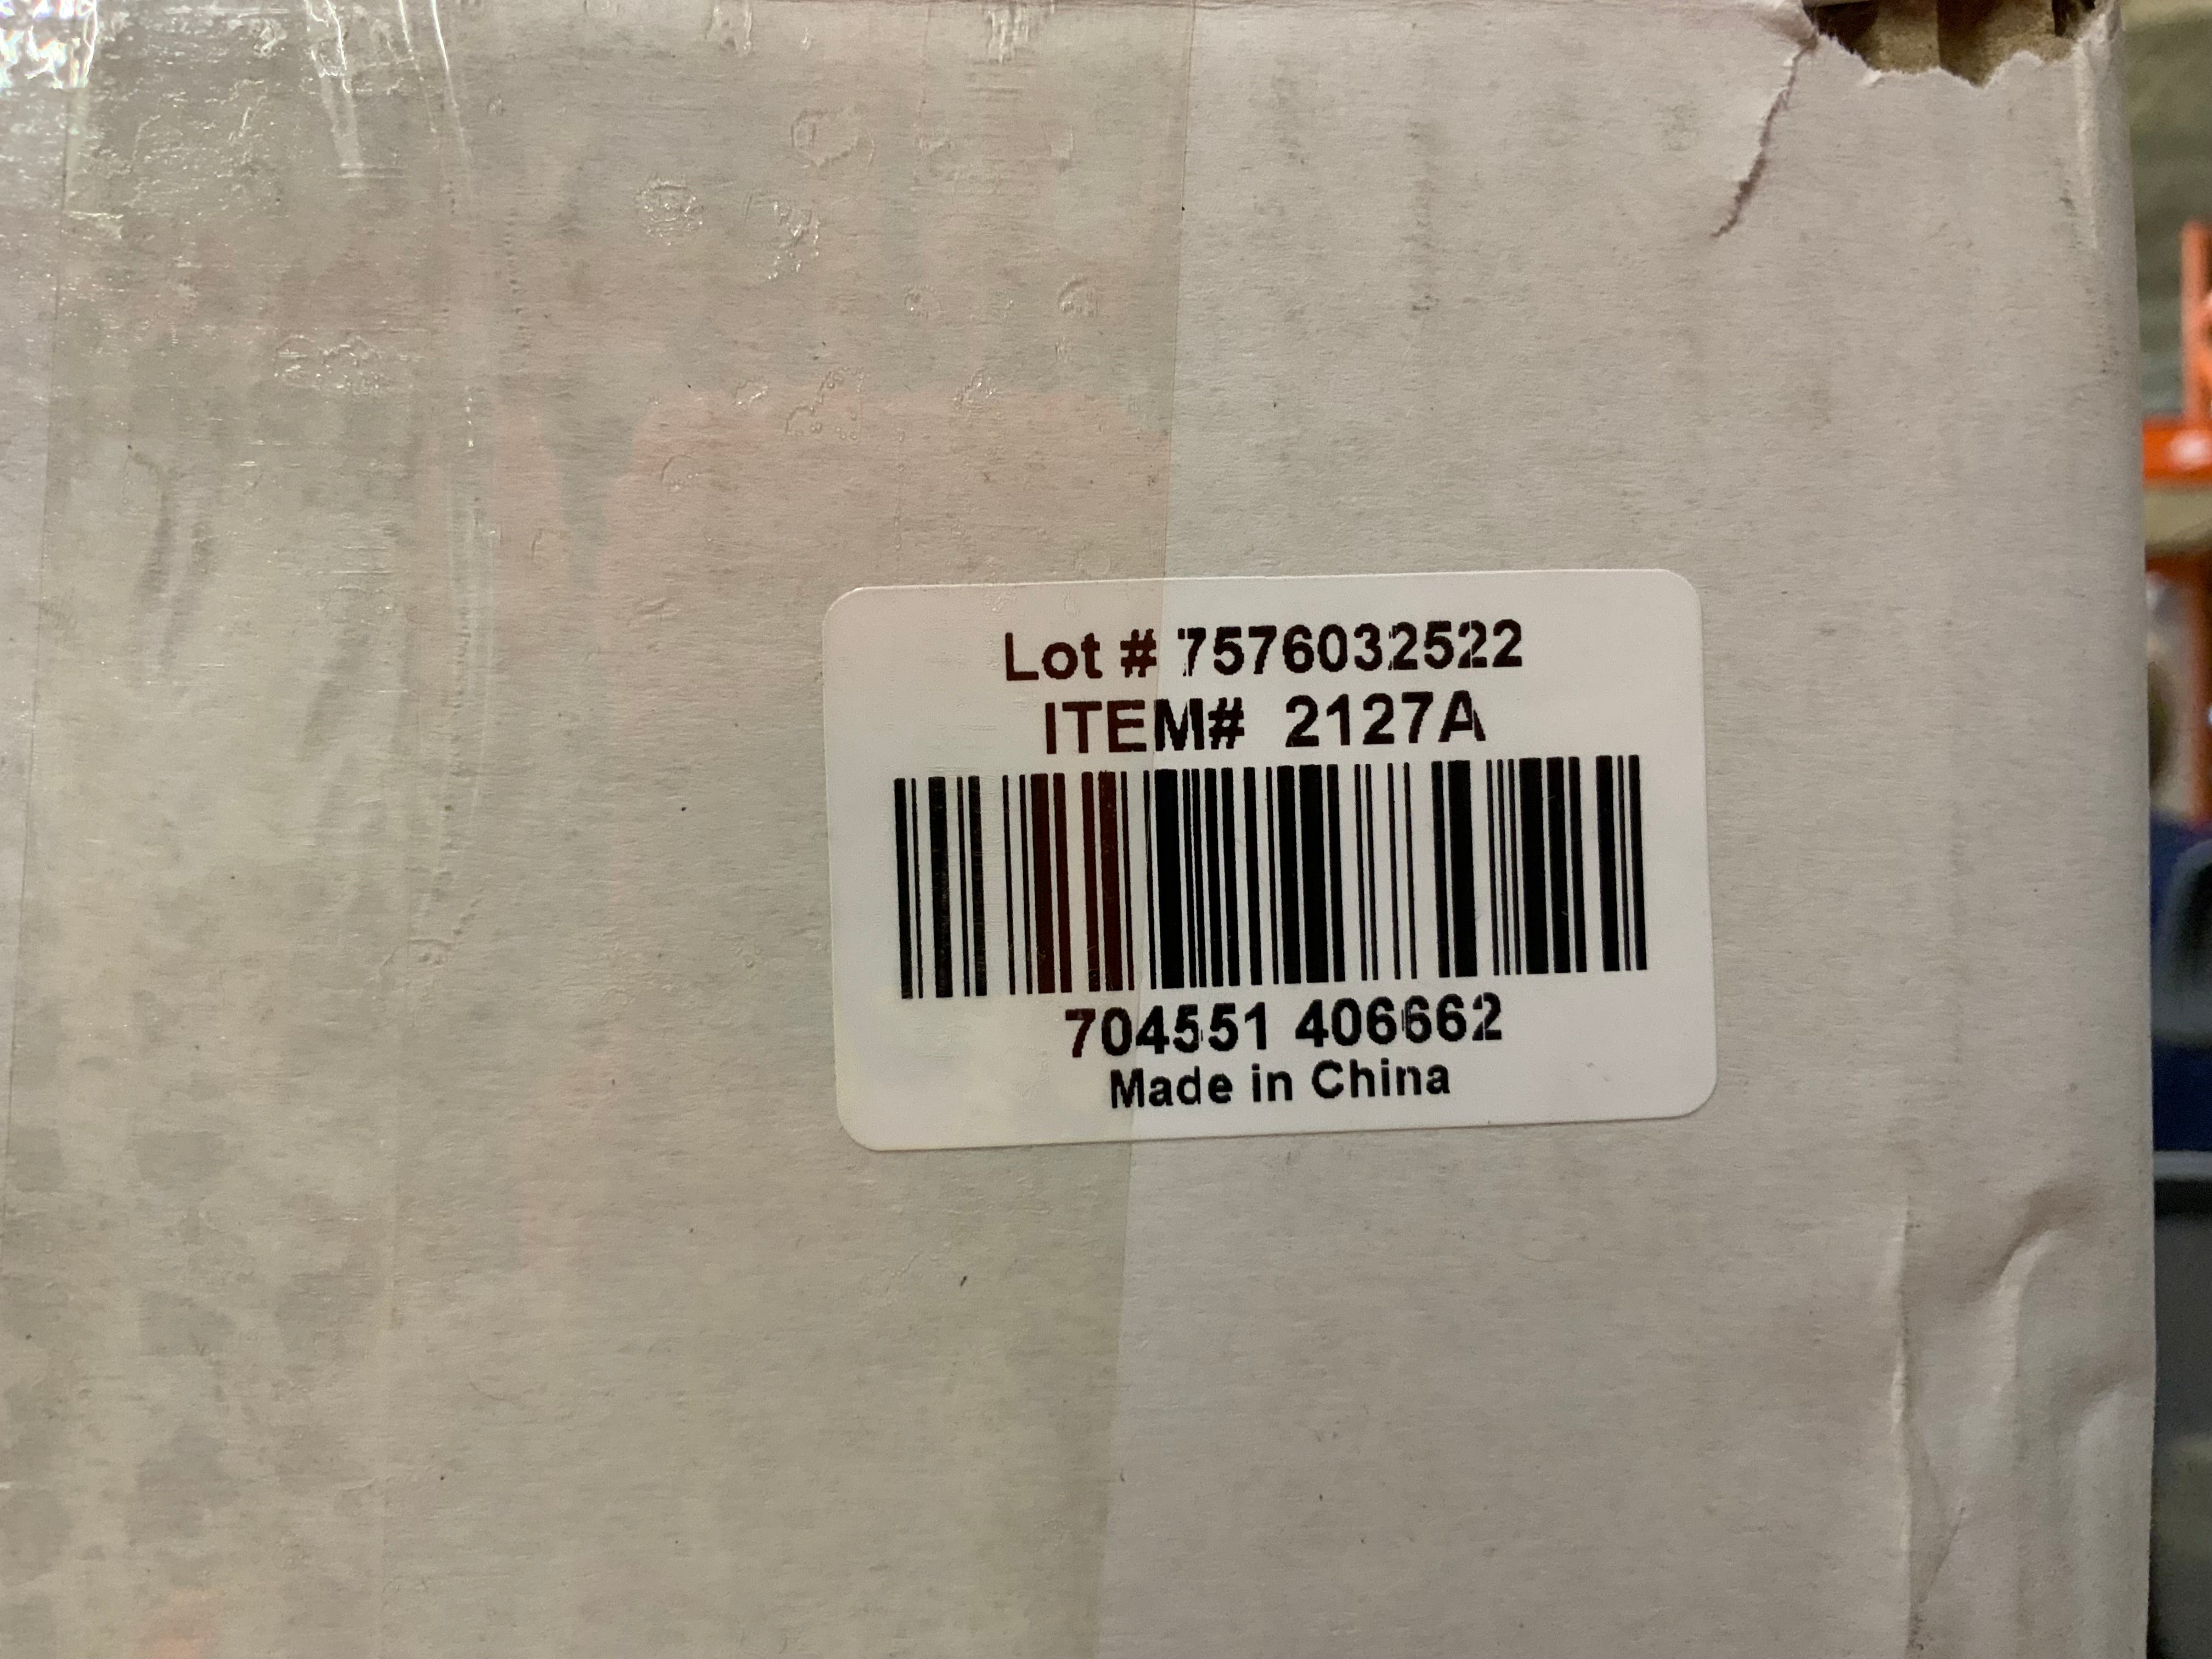 Lot # 7576032522
ITEM# 2127A
704551 406662
Made in China